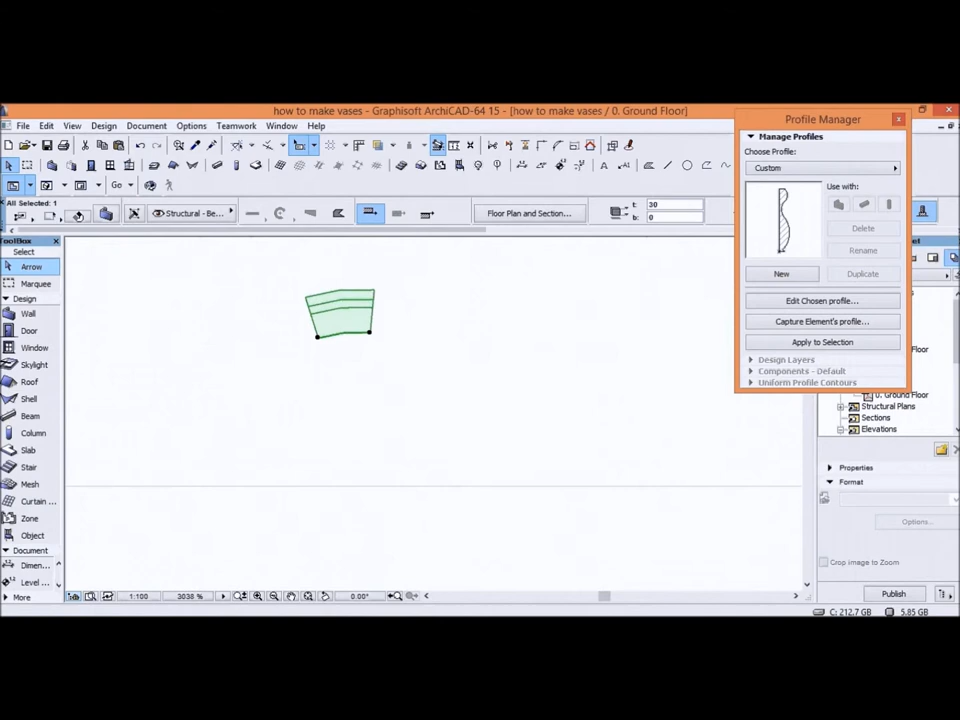 how to make vases - Graphisoft ArchiCAD-64 15 - [how to make vases / 0. Ground Floor]
File Edit View Design Document Options Teamwork Window Help
Go
All Selected: 1
Structural - Be...
Floor Plan and Section...
t: 30
b: 0
ToolBox
Select
Arrow
Marquee
Design
Wall
Door
Window
Skylight
Roof
Shell
Beam
Column
Slab
Stair
Mesh
Curtain ...
Zone
Object
Document
Dimen...
Level ...
More
1:100
3038 %
0.00°
Profile Manager
Manage Profiles
Choose Profile:
Custom
Use with:
Delete
Rename
New
Duplicate
Edit Chosen profile...
Capture Element's profile...
Apply to Selection
Design Layers
Components - Default
Uniform Profile Contours
Floor
0. Ground Floor
Structural Plans
Sections
Elevations
Properties
Format
Options...
Crop image to Zoom
Publish
C: 212.7 G
5.85 GB